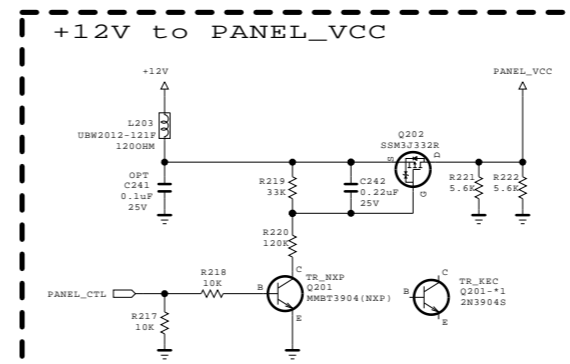 +12V to PANEL_VCC
+12V
PANEL_VCC
L203
UBW2012-121F
120OHM
Q202
SSM3J332R
S
D
G
OPT
C241
0.1uF
25V
R219
33K
C242
0.22uF
25V
R221
5.6K
R222
5.6K
R220
120K
PANEL_CTL
R218
10K
B
C
E
TR_NXP
Q201
MMBT3904(NXP)
B
C
E
TR_KEC
Q201-*1
2N3904S
R217
10K